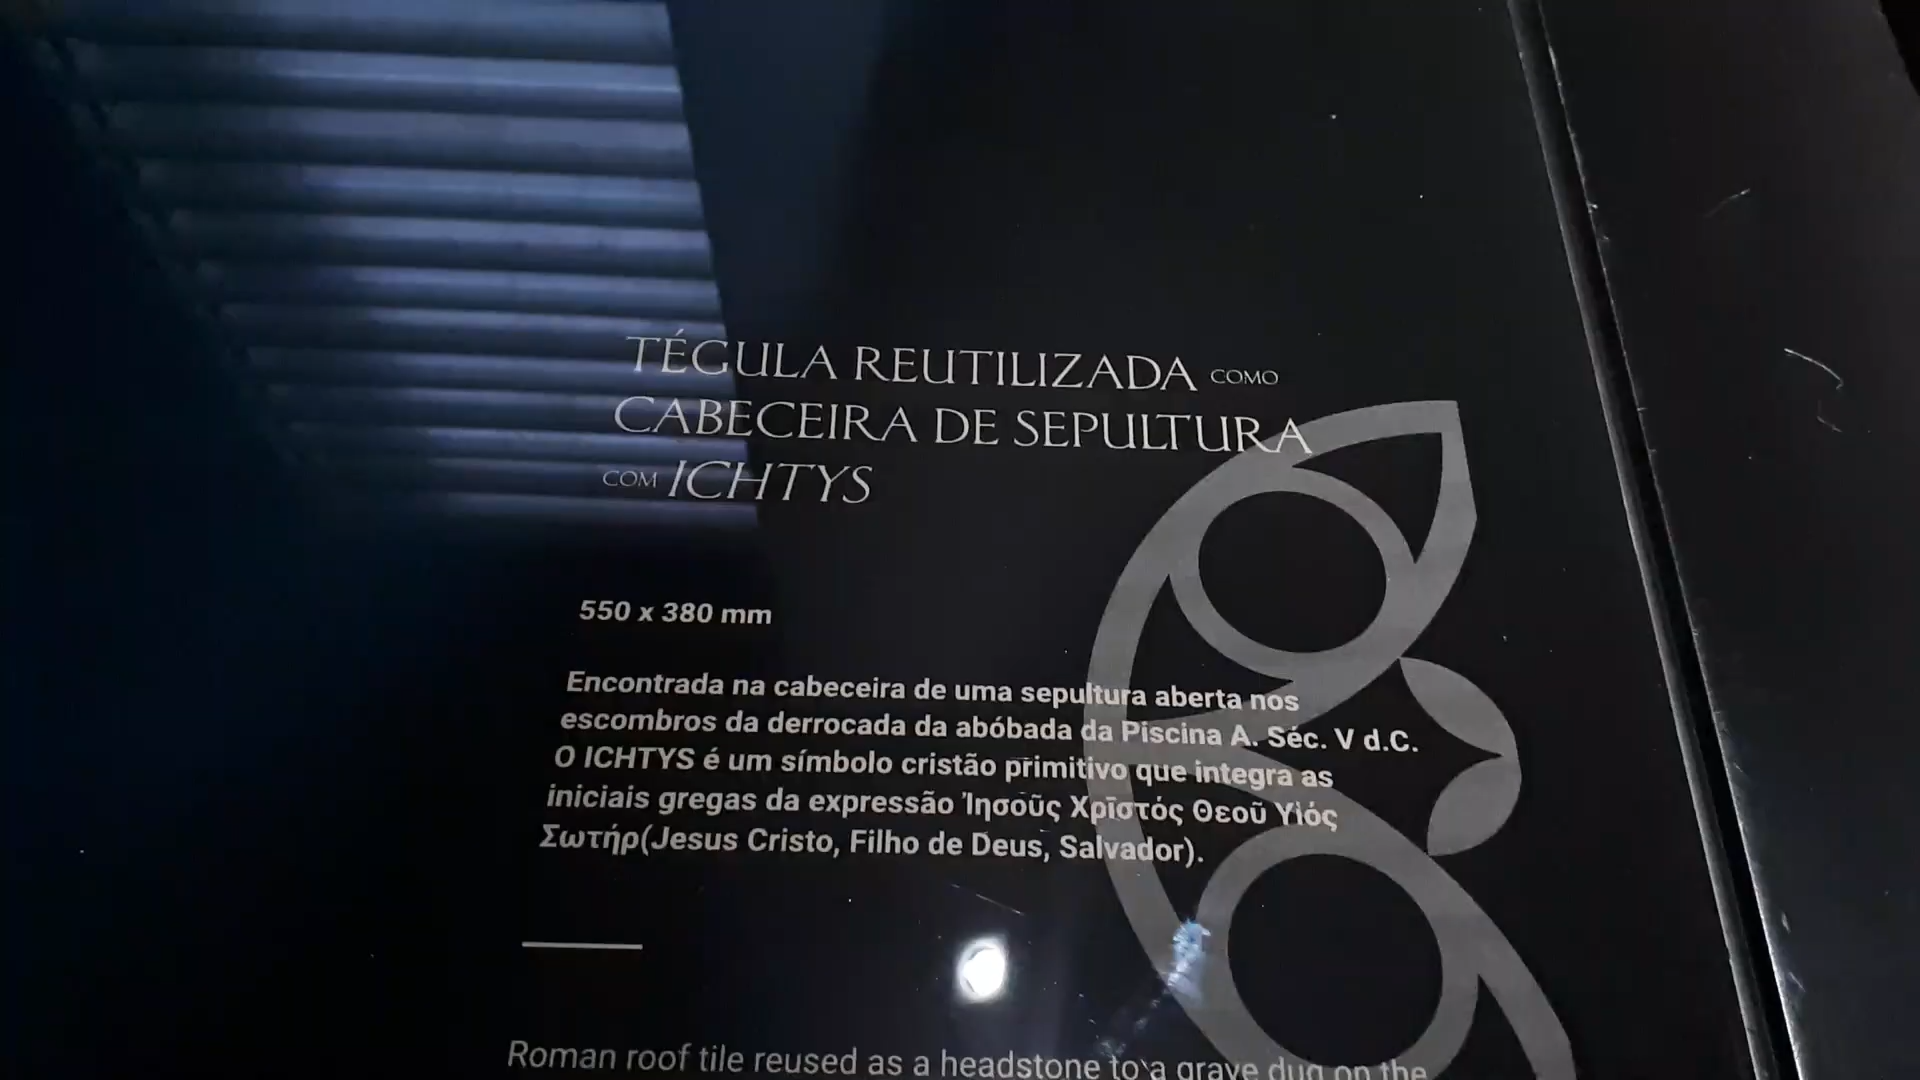 TÉGULA REUTILIZADA COMO
CABECEIRA DE SEPULTURA
COM ICHTYS
550 x 380 mm
Encontrada na cabeceira de uma sepultura aberta nos
escombros da derrocada da abóbada da Piscina A. Séc. V d.C.
O ICHTYS é um símbolo cristão primitivo que integra as
iniciais gregas da expressão Ἰησοῦς Χρῑστός Θεοῦ Υἱός
Σωτήρ(Jesus Cristo, Filho de Deus, Salvador).
Roman roof tile reused as a headstone to a grave dug on the